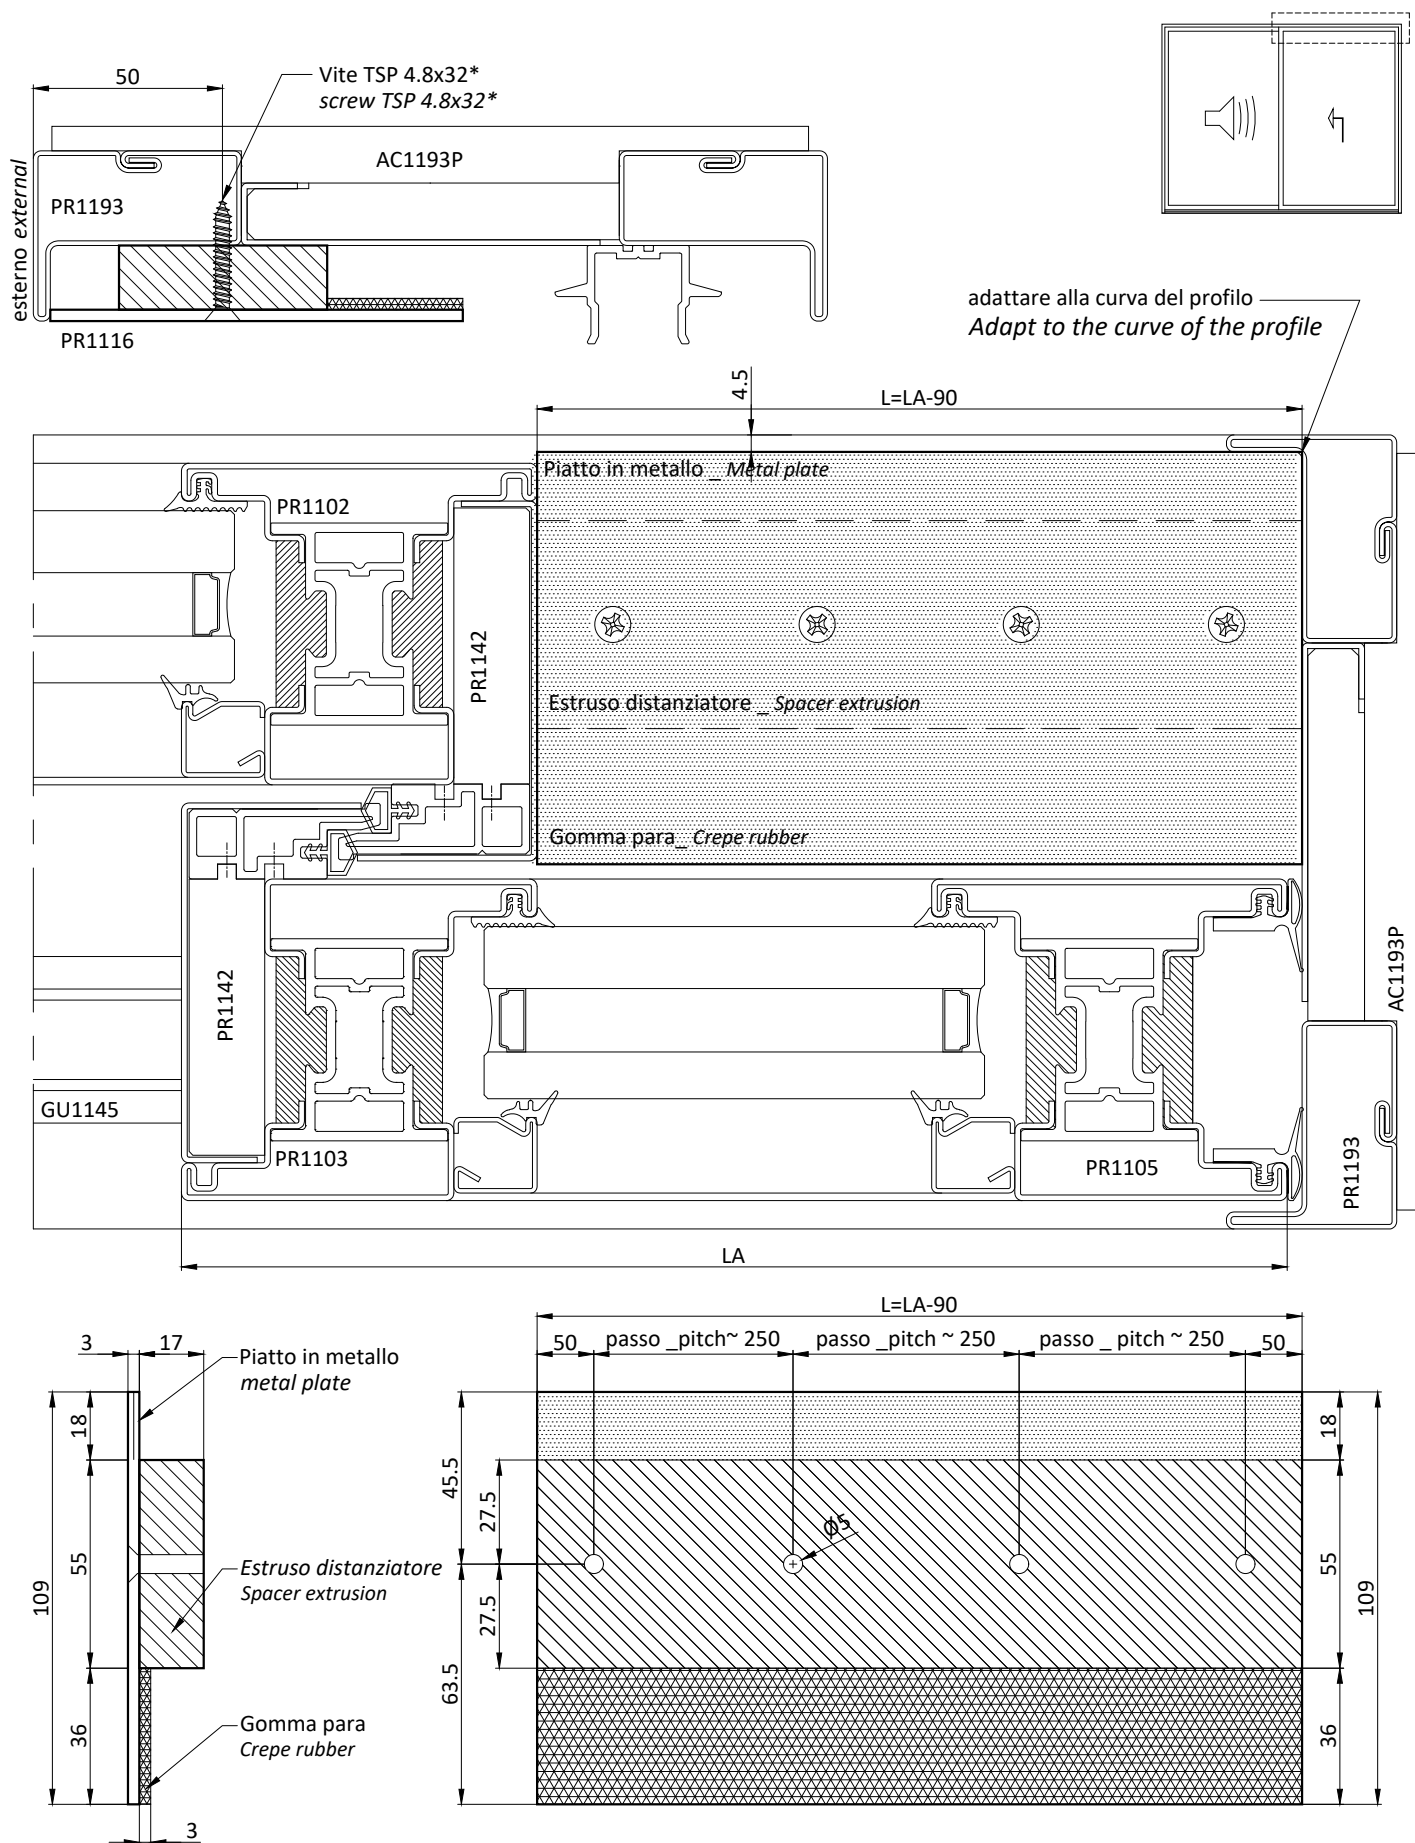 50
Vite TSP 4.8x32*
screw TSP 4.8x32*
AC1193P
PR1193
esterno external
PR1116
adattare alla curva del profilo
Adapt to the curve of the profile
4.5
L=LA-90
Piatto in metallo _ Metal plate
PR1102
PR1142
Estruso distanziatore _ Spacer extrusion
Gomma para_ Crepe rubber
PR1142
AC1193P
GU1145
PR1103
PR1105
PR1193
LA
L=LA-90
3
17
Piatto in metallo
metal plate
50
passo _pitch~ 250
passo _pitch ~ 250
passo _ pitch ~ 250
50
18
45.5
27.5
18
ϕ5
109
55
Estruso distanziatore
Spacer extrusion
27.5
55
109
63.5
36
Gomma para
Crepe rubber
36
3